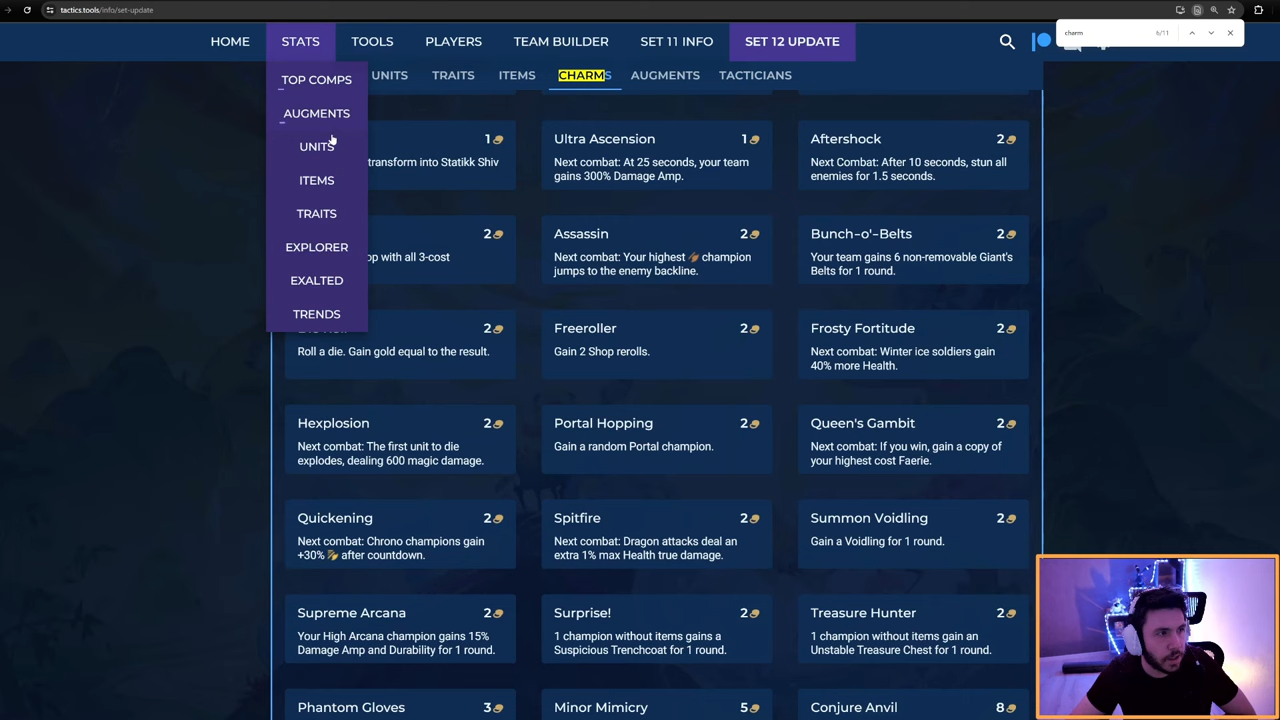 tactics.tools/info/set-update
charm
6/11
HOME
STATS
TOOLS
PLAYERS
TEAM BUILDER
SET 11 INFO
SET 12 UPDATE
TOP COMPS
AUGMENTS
UNITS
ITEMS
TRAITS
EXPLORER
EXALTED
TRENDS
UNITS
TRAITS
ITEMS
CHARMS
AUGMENTS
TACTICIANS
1
transform into Statikk Shiv
Ultra Ascension
1
Next combat: At 25 seconds, your team
gains 300% Damage Amp.
Aftershock
2
Next Combat: After 10 seconds, stun all
enemies for 1.5 seconds.
2
with all 3-cost
Assassin
2
Next combat: Your highest champion
jumps to the enemy backline.
Bunch-o'-Belts
2
Your team gains 6 non-removable Giant's
Belts for 1 round.
2
Roll a die. Gain gold equal to the result.
Freeroller
2
Gain 2 Shop rerolls.
Frosty Fortitude
2
Next combat: Winter ice soldiers gain
40% more Health.
Hexplosion
2
Next combat: The first unit to die
explodes, dealing 600 magic damage.
Portal Hopping
2
Gain a random Portal champion.
Queen's Gambit
2
Next combat: If you win, gain a copy of
your highest cost Faerie.
Quickening
2
Next combat: Chrono champions gain
+30% after countdown.
Spitfire
2
Next combat: Dragon attacks deal an
extra 1% max Health true damage.
Summon Voidling
2
Gain a Voidling for 1 round.
Supreme Arcana
2
Your High Arcana champion gains 15%
Damage Amp and Durability for 1 round.
Surprise!
2
1 champion without items gains a
Suspicious Trenchcoat for 1 round.
Treasure Hunter
2
1 champion without items gain an
Unstable Treasure Chest for 1 round.
Phantom Gloves
3
Minor Mimicry
5
Conjure Anvil
8